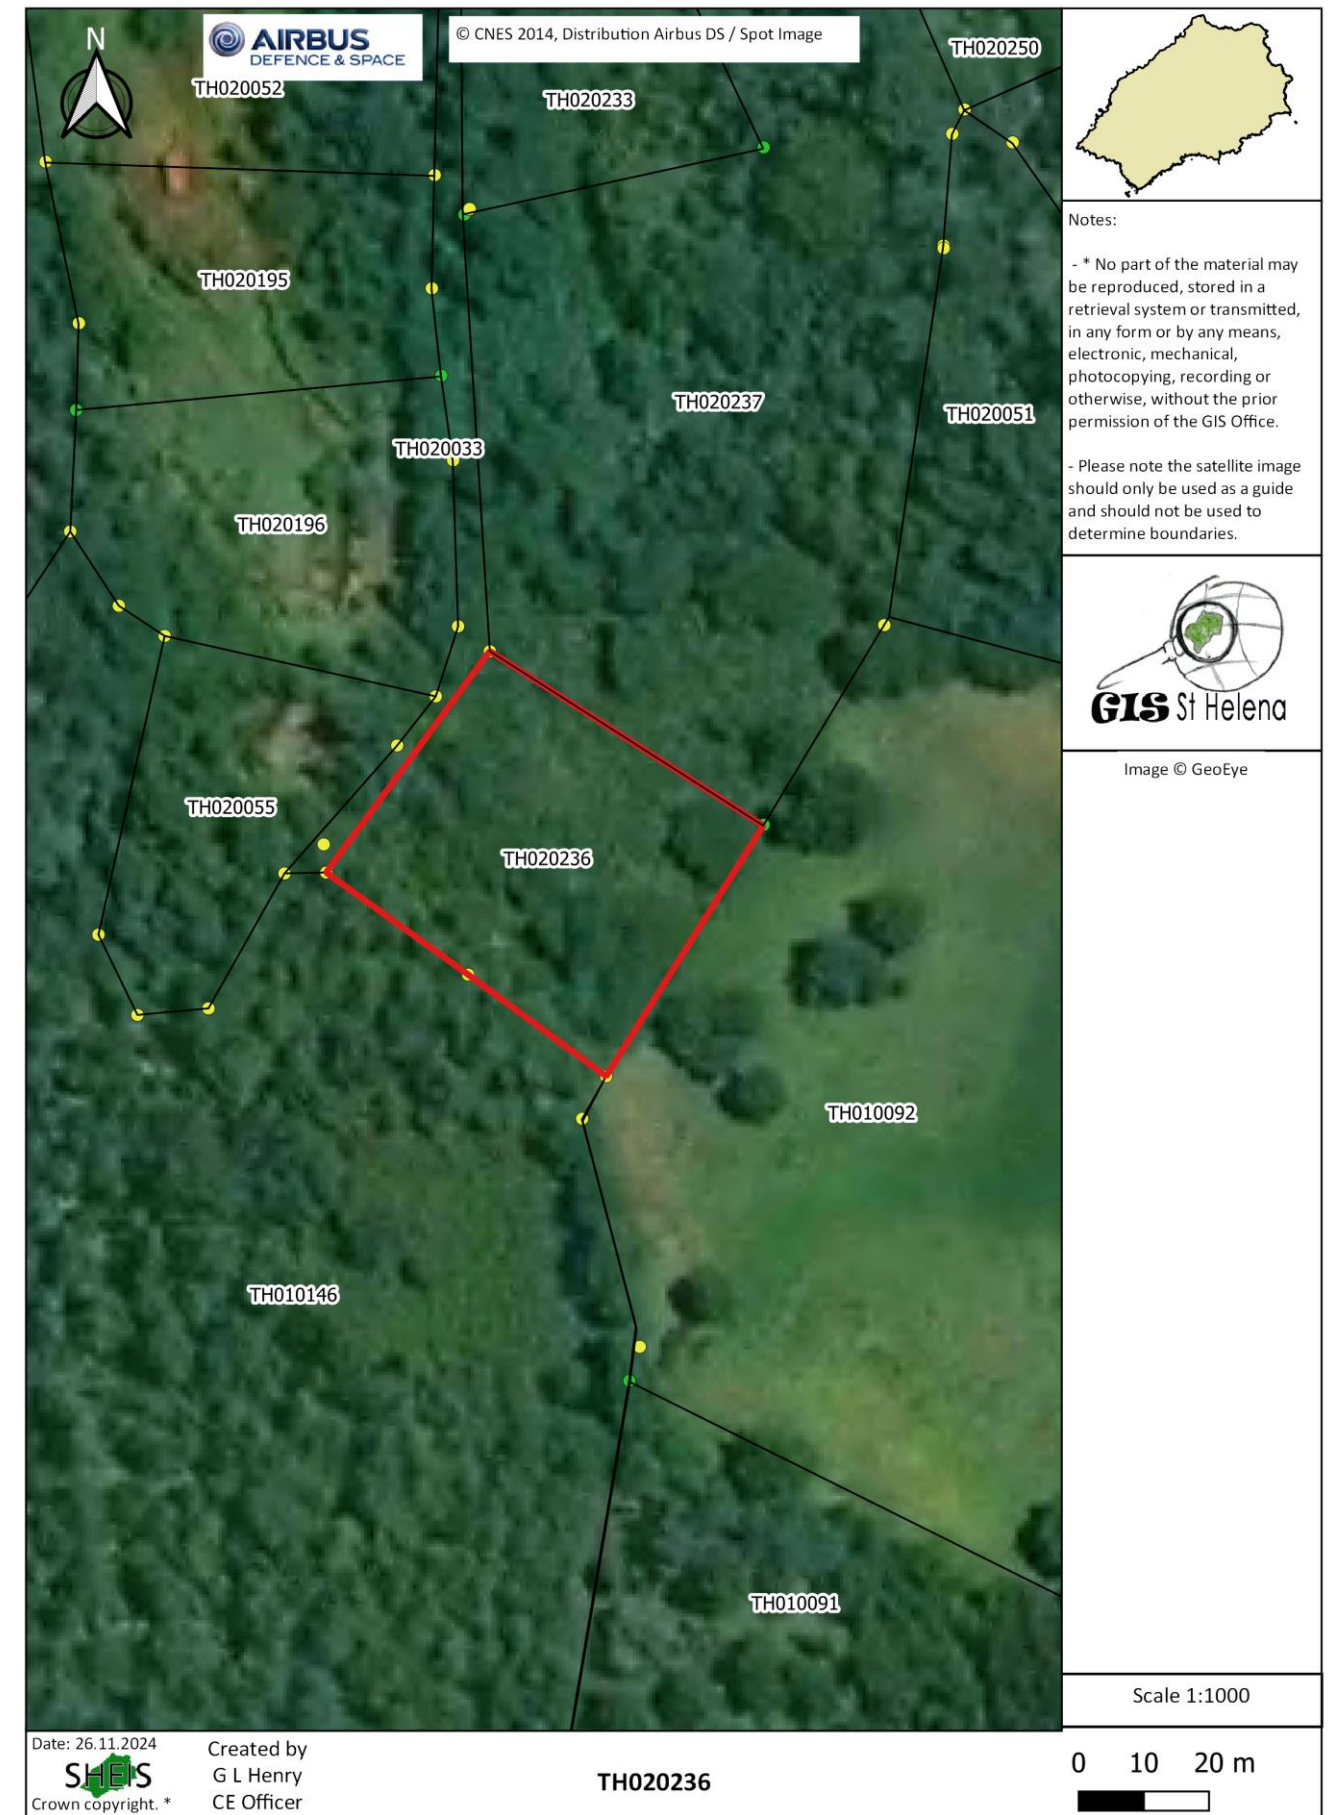 N
AIRBUS
DEFENCE & SPACE
© CNES 2014, Distribution Airbus DS / Spot Image
TH020250
TH020052
TH020233
TH020195
TH020237
TH020051
TH020033
TH020196
TH020055
TH020236
TH010092
TH010146
TH010091
Notes:
- * No part of the material may
be reproduced, stored in a
retrieval system or transmitted,
in any form or by any means,
electronic, mechanical,
photocopying, recording or
otherwise, without the prior
permission of the GIS Office.
- Please note the satellite image
should only be used as a guide
and should not be used to
determine boundaries.
GIS St Helena
Image © GeoEye
Scale 1:1000
0 10 20 m
Date: 26.11.2024
SHEIS
Crown copyright. *
Created by
G L Henry
CE Officer
TH020236